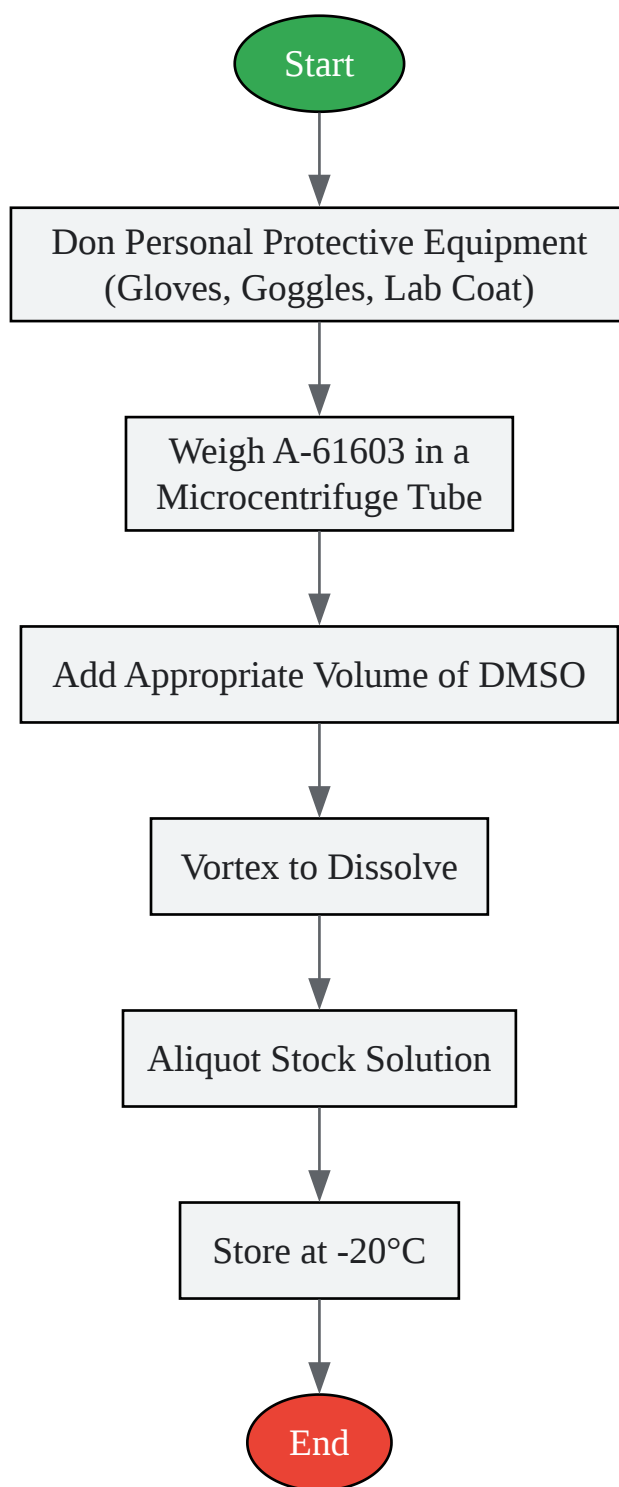 Start
Don Personal Protective Equipment
(Gloves, Goggles, Lab Coat)
Weigh A-61603 in a
Microcentrifuge Tube
Add Appropriate Volume of DMSO
Vortex to Dissolve
Aliquot Stock Solution
Store at -20°C
End